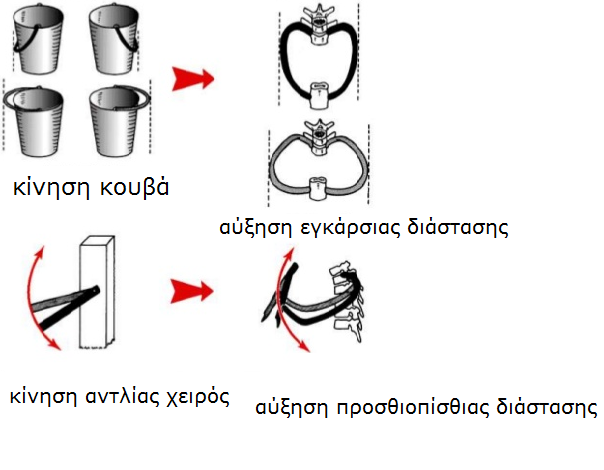 κίνηση κουβά
αύξηση εγκάρσιας διάστασης
κίνηση αντλίας χειρός
αύξηση προσθιοπίσθιας διάστασης